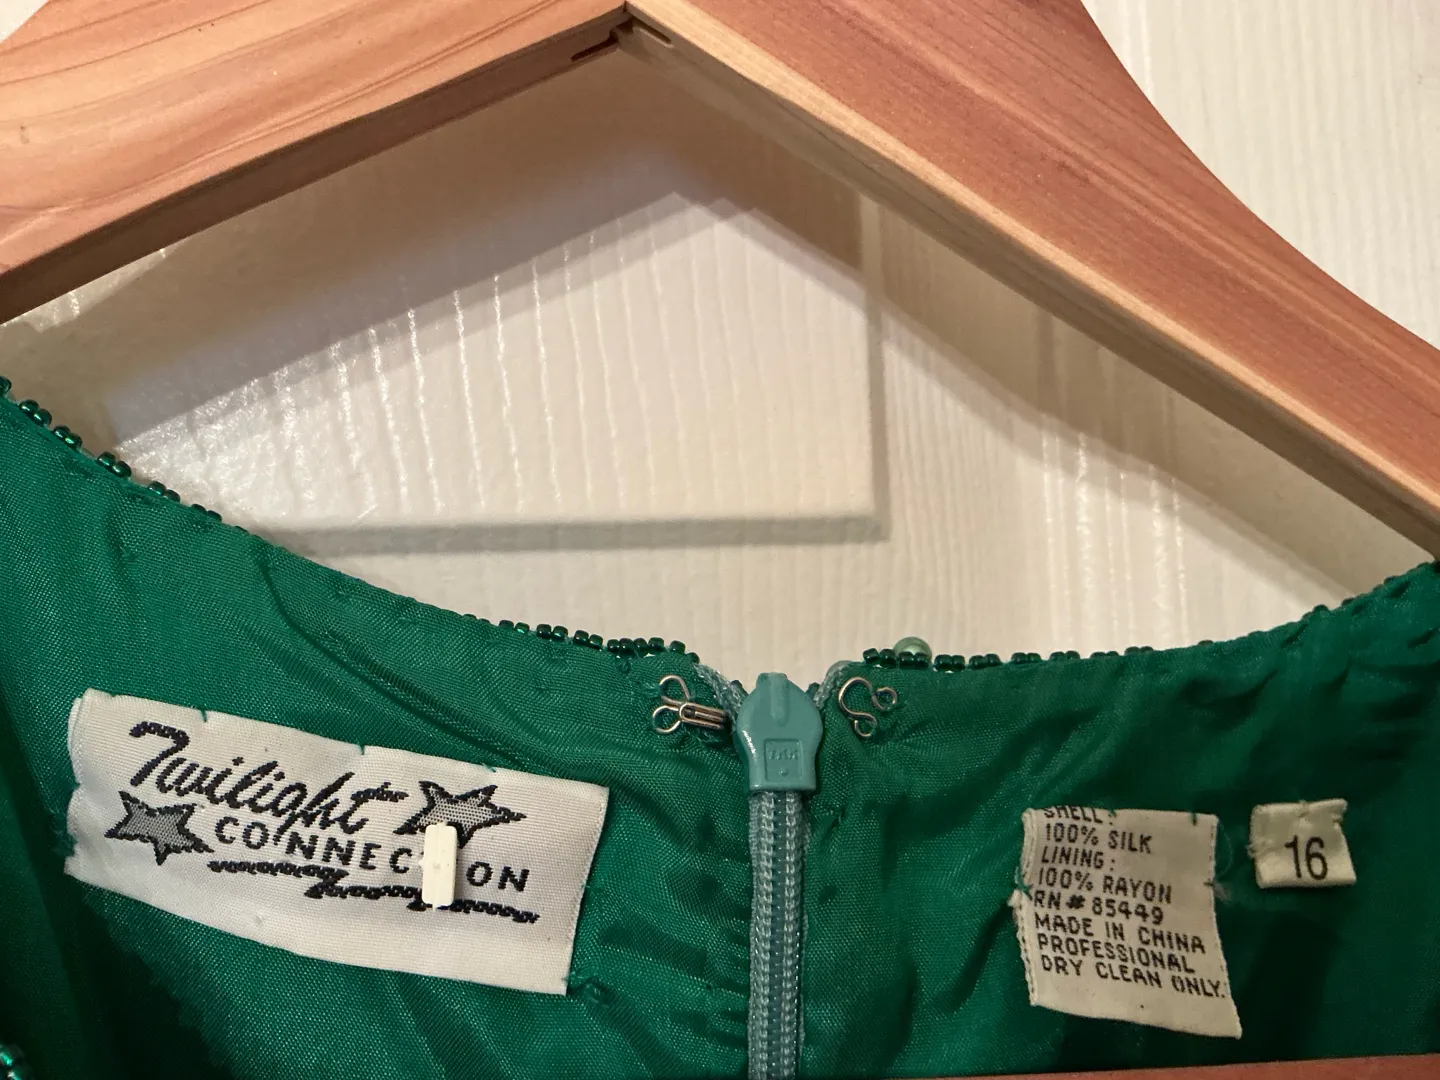 Twilight
CONNECTION
SHELL:
100% SILK
LINING:
100% RAYON
RN # 85449
MADE IN CHINA
PROFESSIONAL
DRY CLEAN ONLY.
16